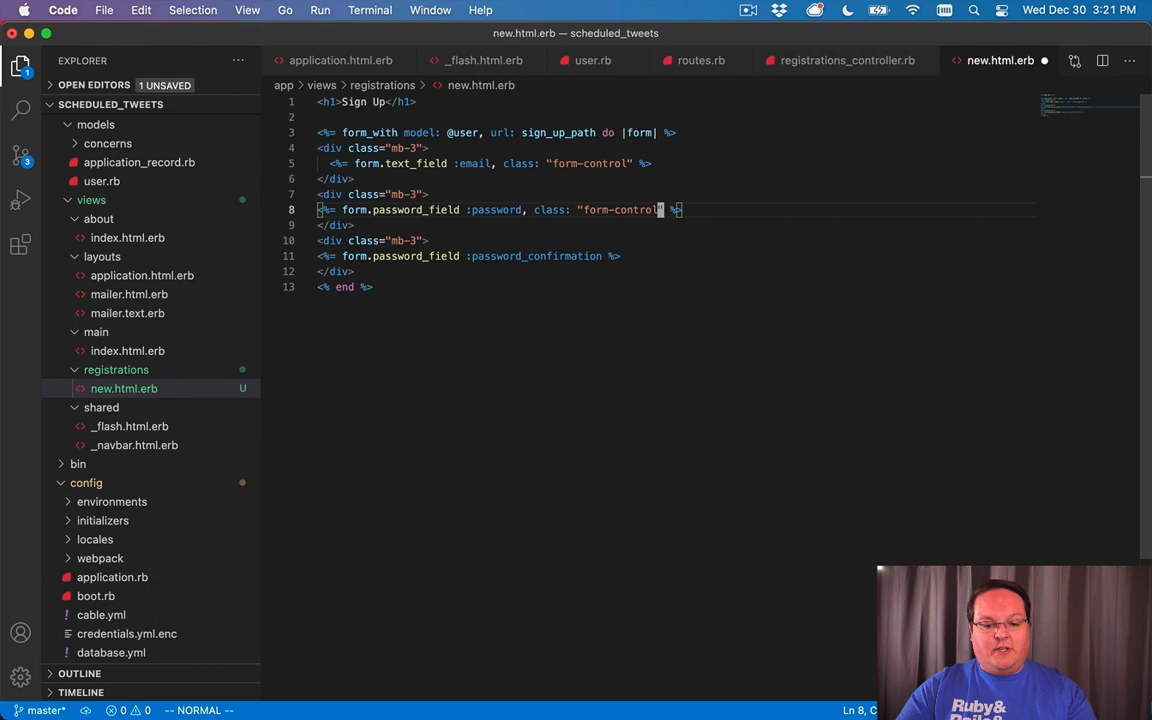 Code File Edit Selection View Go Run Terminal Window Help Wed Dec 30 3:21 PM
new.html.erb — scheduled_tweets
EXPLORER
application.html.erb _flash.html.erb user.rb routes.rb registrations_controller.rb new.html.erb
OPEN EDITORS 1 UNSAVED
app views registrations new.html.erb
SCHEDULED_TWEETS
models
concerns
application_record.rb
user.rb
views
about
index.html.erb
layouts
application.html.erb
mailer.html.erb
mailer.text.erb
main
index.html.erb
registrations
new.html.erb U
shared
_flash.html.erb
_navbar.html.erb
bin
config
environments
initializers
locales
webpack
application.rb
boot.rb
cable.yml
credentials.yml.enc
database.yml
OUTLINE
TIMELINE
1 <h1>Sign Up</h1>
2
3 <%= form_with model: @user, url: sign_up_path do |form| %>
4 <div class="mb-3">
5 <%= form.text_field :email, class: "form-control" %>
6 </div>
7 <div class="mb-3">
8 <%= form.password_field :password, class: "form-control" %>
9 </div>
10 <div class="mb-3">
11 <%= form.password_field :password_confirmation %>
12 </div>
13 <% end %>
1
3
master* 0 0 -- NORMAL -- Ln 8,
Ruby&